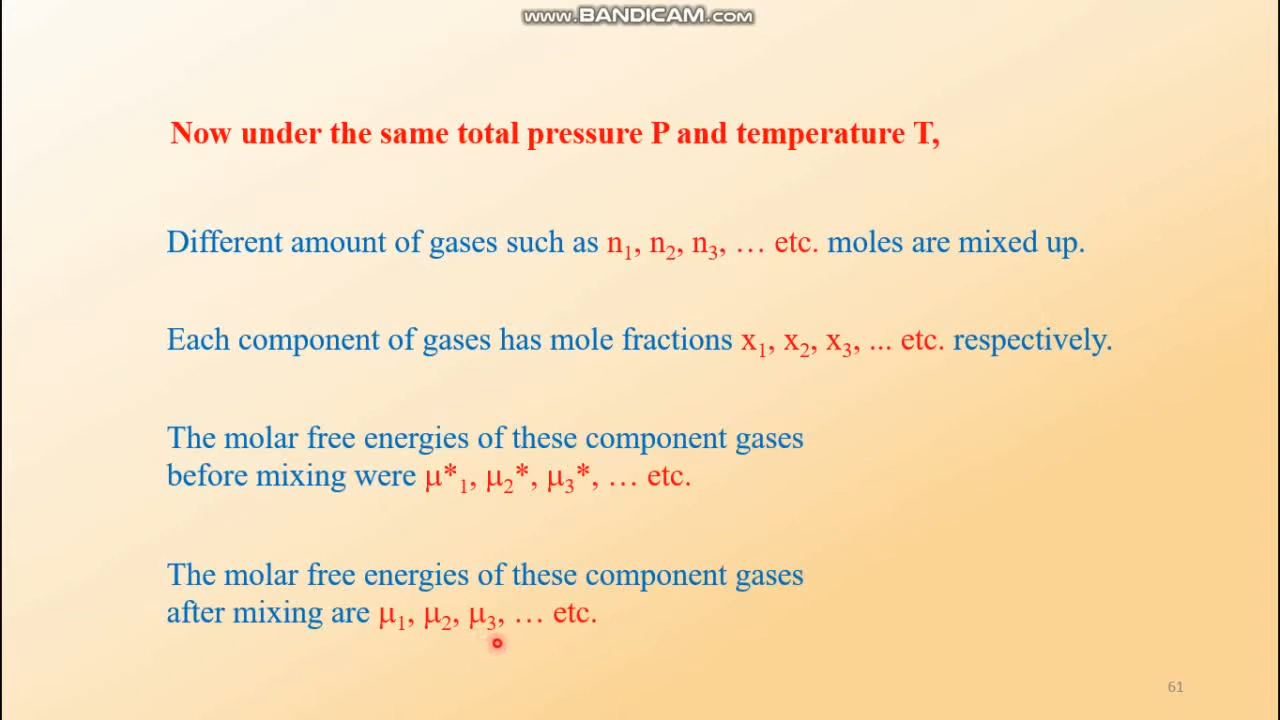 www.BANDICAM.com
Now under the same total pressure P and temperature T,
Different amount of gases such as n₁, n₂, n₃, … etc. moles are mixed up.
Each component of gases has mole fractions x₁, x₂, x₃, ... etc. respectively.
The molar free energies of these component gases
before mixing were μ*₁, μ₂*, μ₃*, … etc.
The molar free energies of these component gases
after mixing are μ₁, μ₂, μ₃, … etc.
61